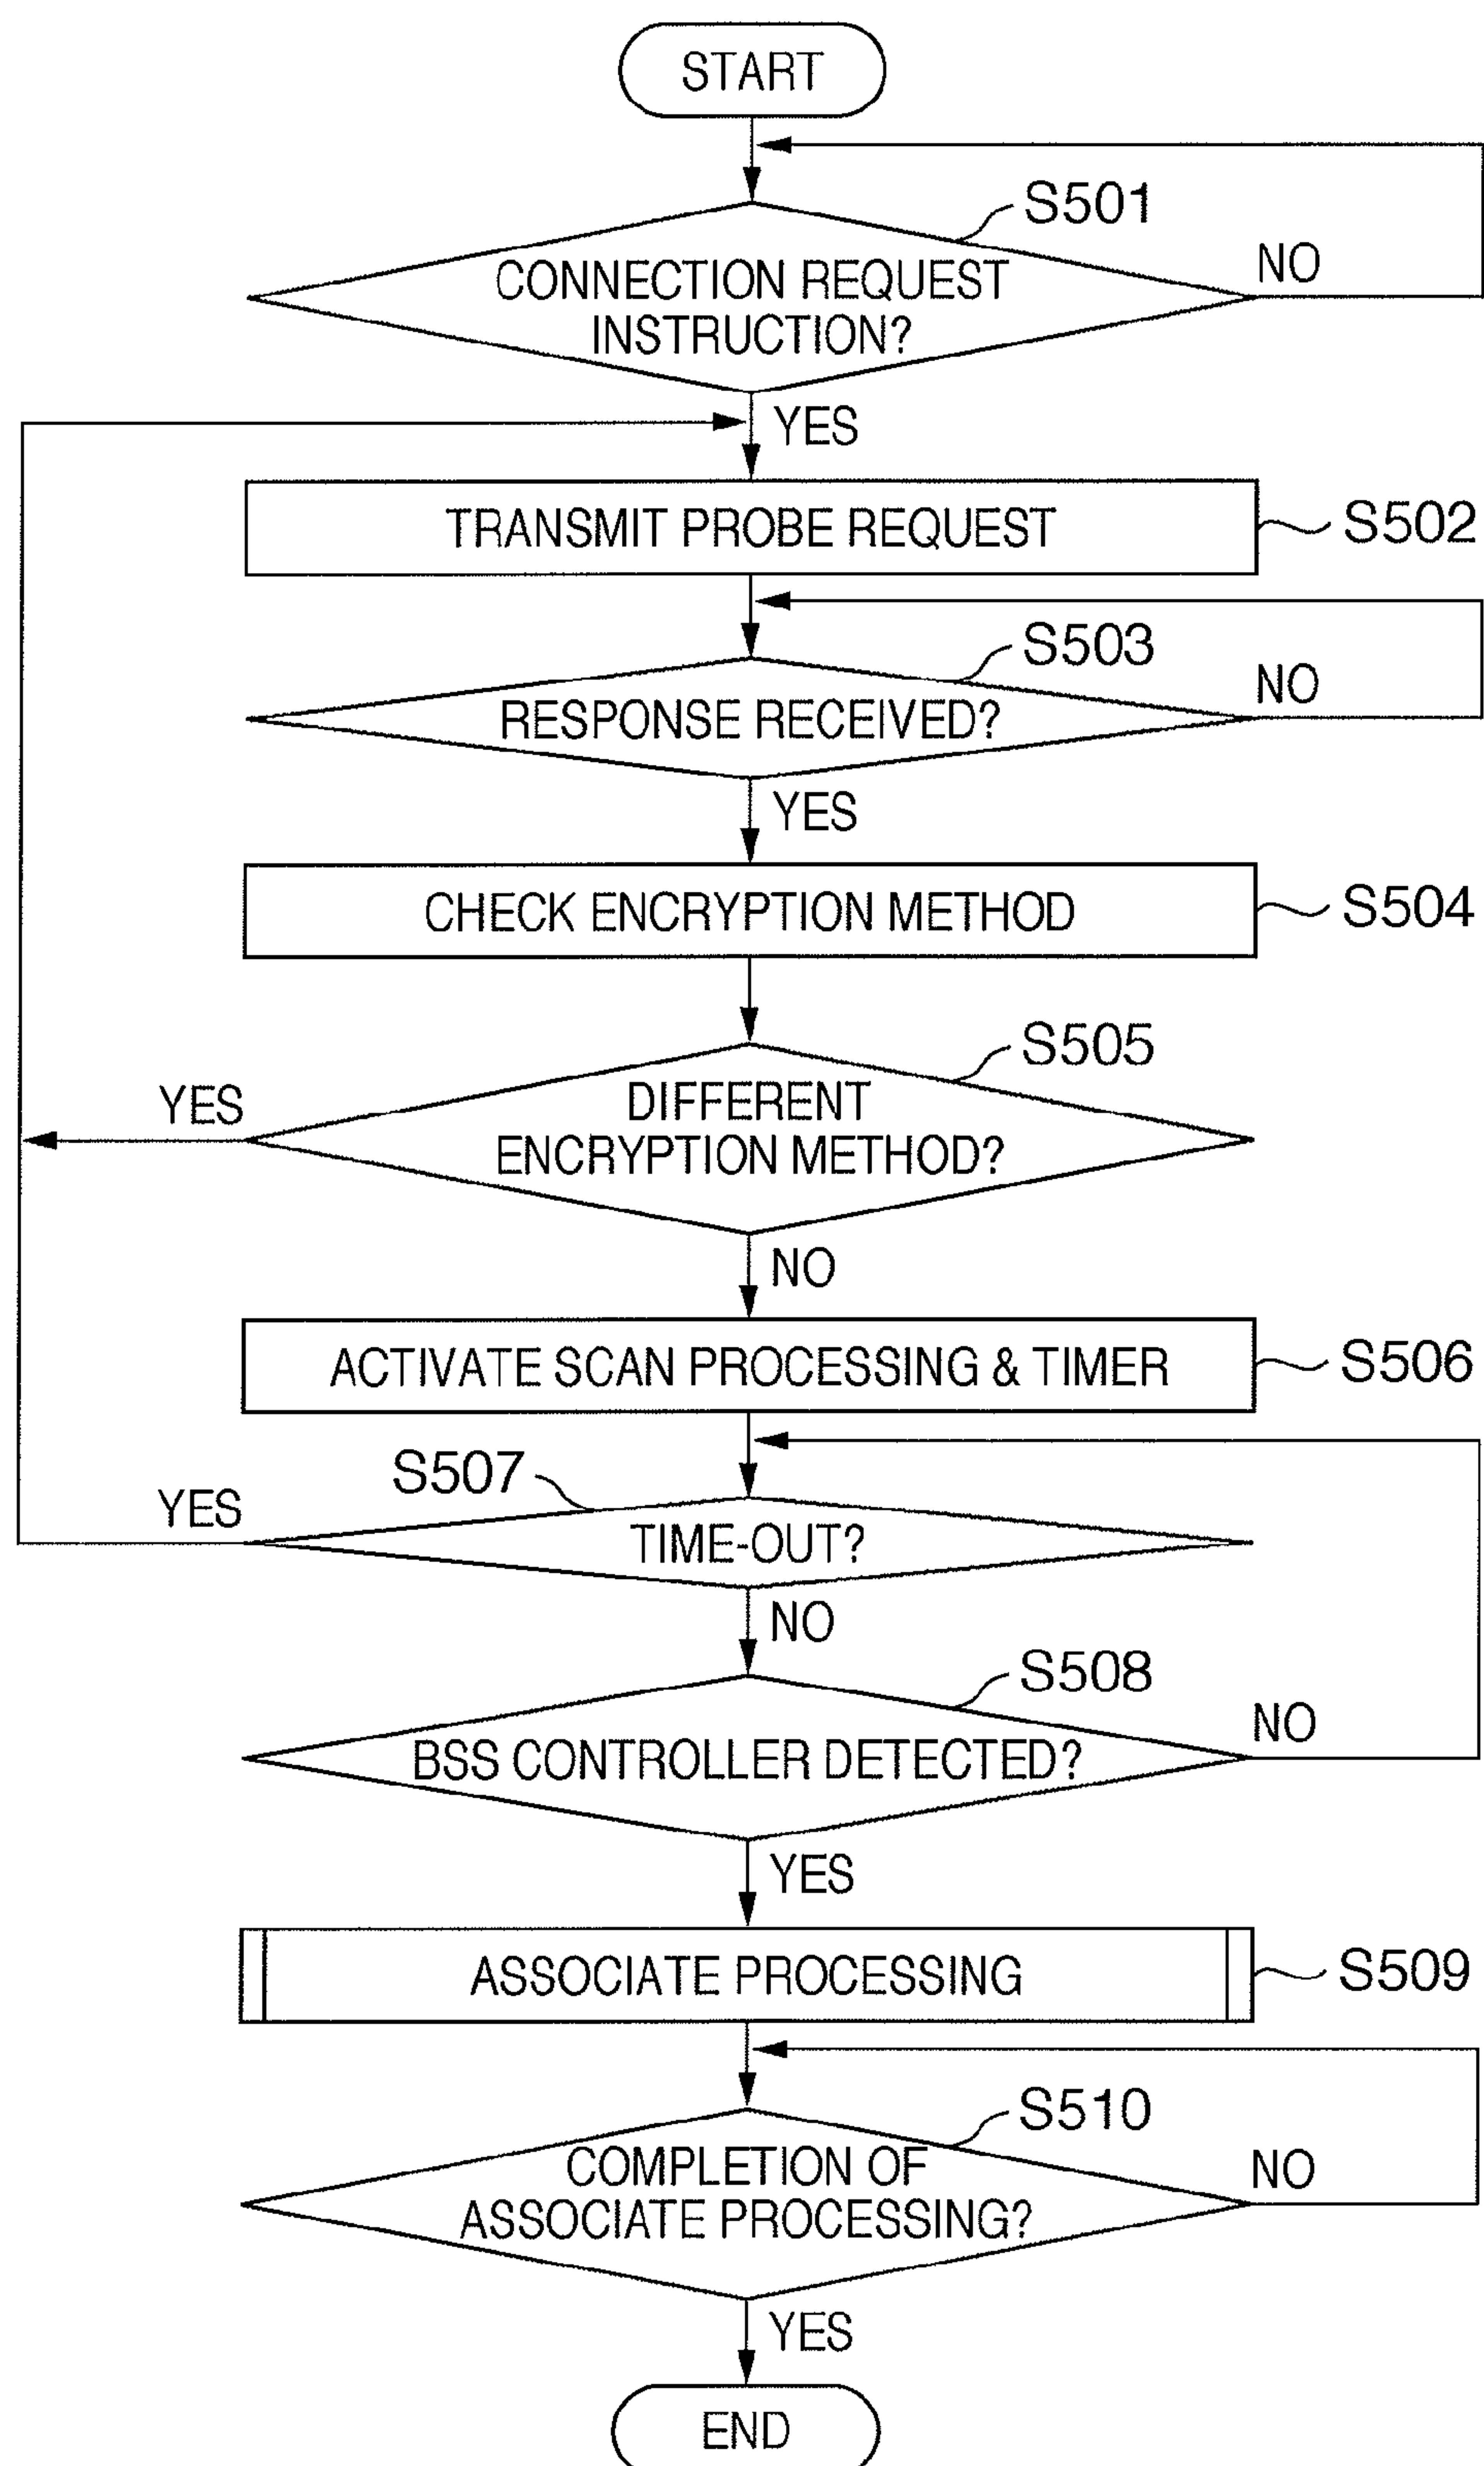 START
S501
CONNECTION REQUEST
INSTRUCTION?
NO
YES
TRANSMIT PROBE REQUEST
S502
S503
RESPONSE RECEIVED?
NO
YES
CHECK ENCRYPTION METHOD
S504
S505
YES
DIFFERENT
ENCRYPTION METHOD?
NO
ACTIVATE SCAN PROCESSING & TIMER
S506
S507
YES
TIME-OUT?
NO
S508
BSS CONTROLLER DETECTED?
NO
YES
ASSOCIATE PROCESSING
S509
S510
COMPLETION OF
ASSOCIATE PROCESSING?
NO
YES
END